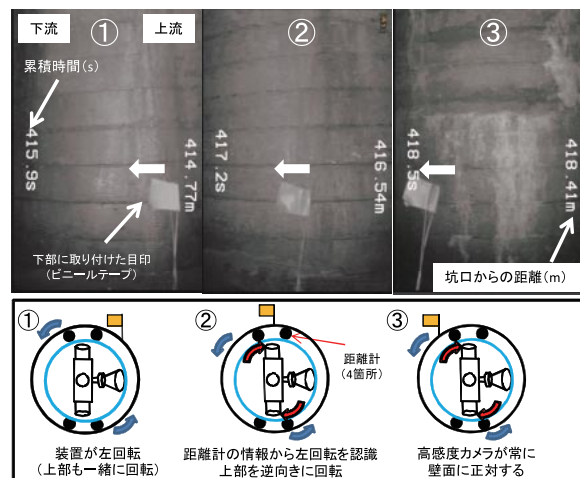 下流
①
上流
②
③
累積時間(s)
415.9s
414.77m
417.2s
416.54m
418.5s
418.41m
下部に取り付けた目印
(ビニールテープ)
坑口からの距離(m)
①
②
③
距離計
(4箇所)
装置が左回転
(上部も一緒に回転)
距離計の情報から左回転を認識
上部を逆向きに回転
高感度カメラが常に
壁面に正対する